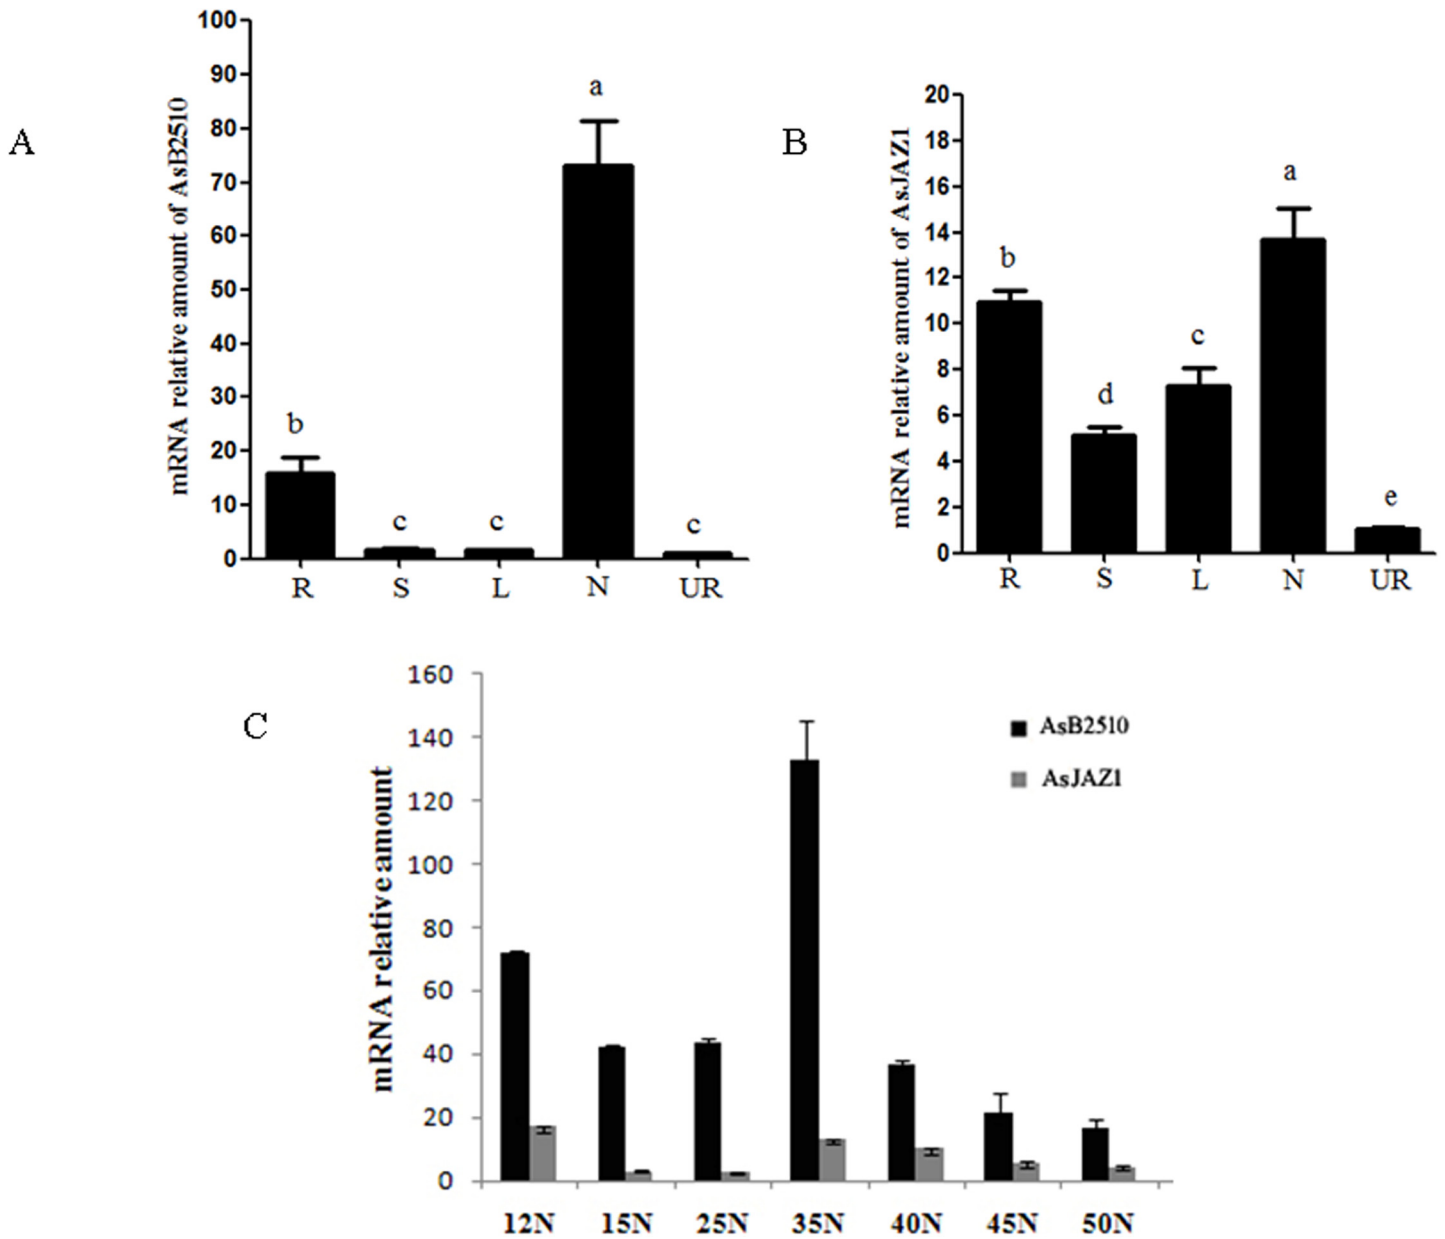 A
mRNA relative amount of AsB2510
100
90
80
70
60
50
40
30
20
10
0
b
c
c
a
c
R S L N UR
B
mRNA relative amount of AsJAZ1
20
18
16
14
12
10
8
6
4
2
0
b
d
c
a
e
R S L N UR
C
mRNA relative amount
160
140
120
100
80
60
40
20
0
AsB2510
AsJAZ1
12N 15N 25N 35N 40N 45N 50N